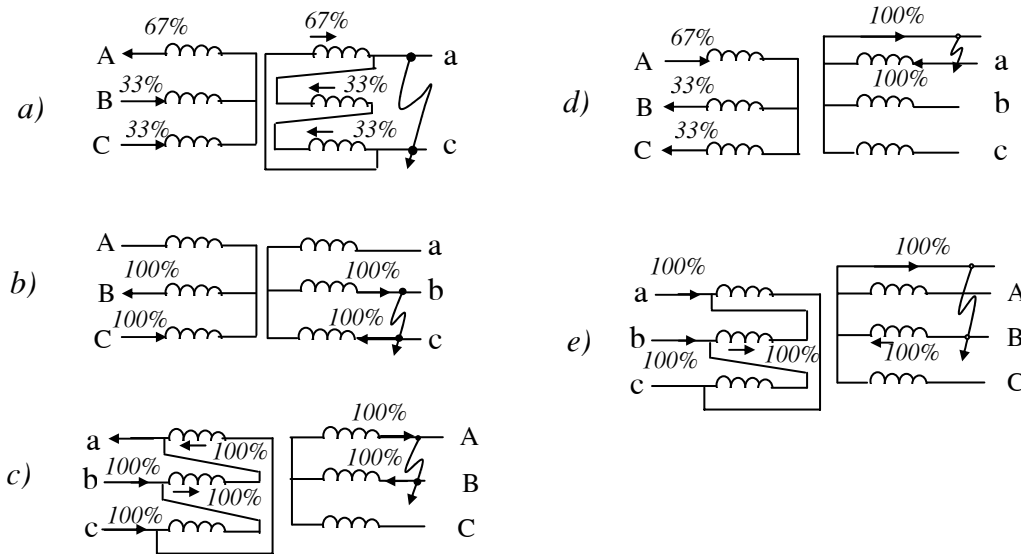 a)
67% 67%
A a
33% 33%
B
33% 33%
C c
b)
A a
100% 100%
B b
100% 100%
C c
c)
100%
a A
100% 100% 100%
b B
100% 100%
c C
d)
100%
67%
A a
33% 100%
B b
33%
C c
e)
100%
100%
a A
b B
100% 100% 100%
c C